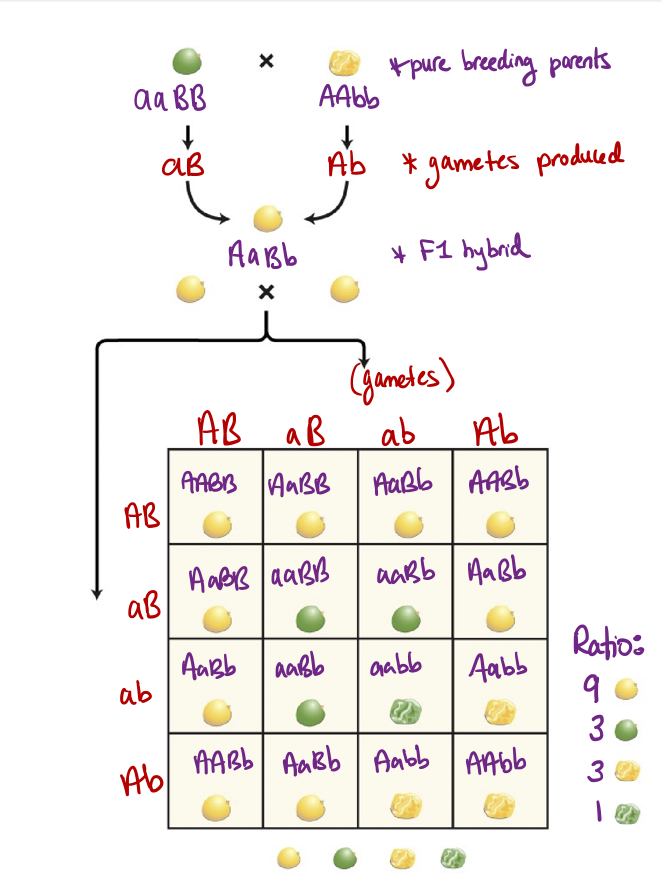 × *pure breeding parents
aaBB AAbb
aB Ab * gametes produced
AaBb * F1 hybrid
×
(gametes)
AB aB ab Ab
AB AABB AaBB AaBb AABb
aB AaBB aaBB aaBb AaBb
ab AaBb aaBb aabb Aabb
Ab AABb AaBb Aabb AAbb
Ratio:
9
3
3
1